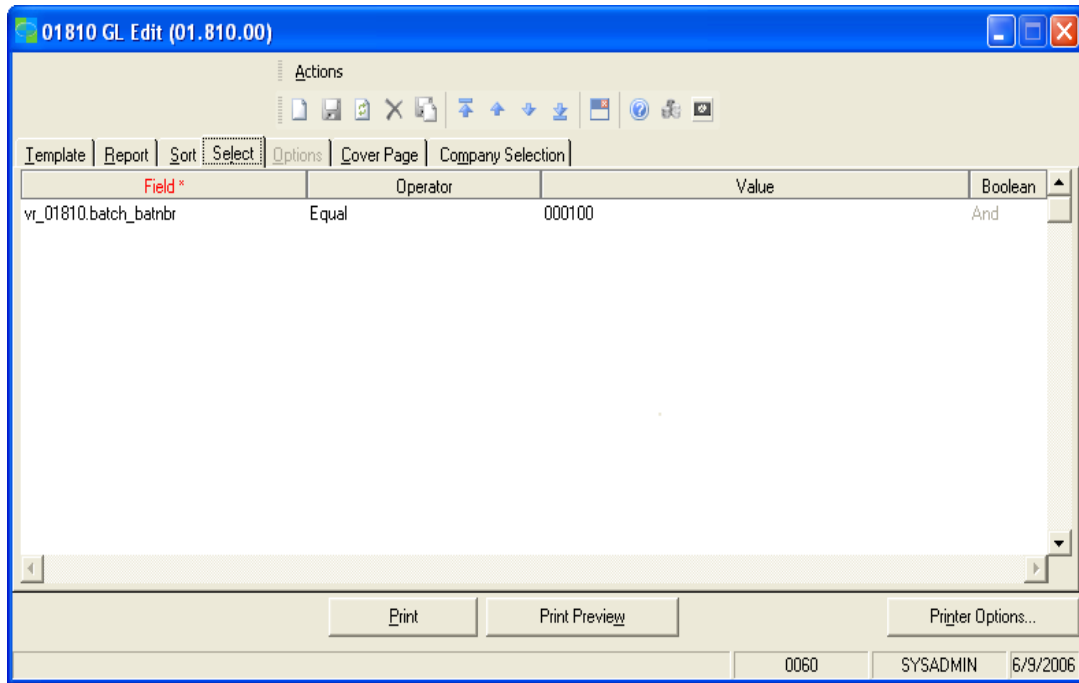 01810 GL Edit (01.810.00)
Actions
Template Report Sort Select Options Cover Page Company Selection
Field * Operator Value Boolean
vr_01810.batch_batnbr Equal 000100 And
Print Print Preview Printer Options...
0060 SYSADMIN 6/9/2006